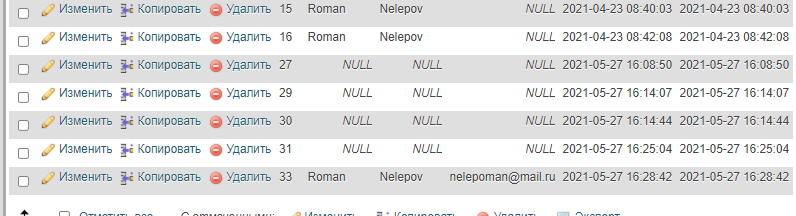 Изменить Копировать Удалить 15 Roman Nelepov NULL 2021-04-23 08:40:03 2021-04-23 08:40:03
Изменить Копировать Удалить 16 Roman Nelepov NULL 2021-04-23 08:42:08 2021-04-23 08:42:08
Изменить Копировать Удалить 27 NULL NULL NULL 2021-05-27 16:08:50 2021-05-27 16:08:50
Изменить Копировать Удалить 29 NULL NULL NULL 2021-05-27 16:14:07 2021-05-27 16:14:07
Изменить Копировать Удалить 30 NULL NULL NULL 2021-05-27 16:14:44 2021-05-27 16:14:44
Изменить Копировать Удалить 31 NULL NULL NULL 2021-05-27 16:25:04 2021-05-27 16:25:04
Изменить Копировать Удалить 33 Roman Nelepov nelepoman@mail.ru 2021-05-27 16:28:42 2021-05-27 16:28:42
Отметить все С отмеченными: Изменить Копировать Удалить Экспорт